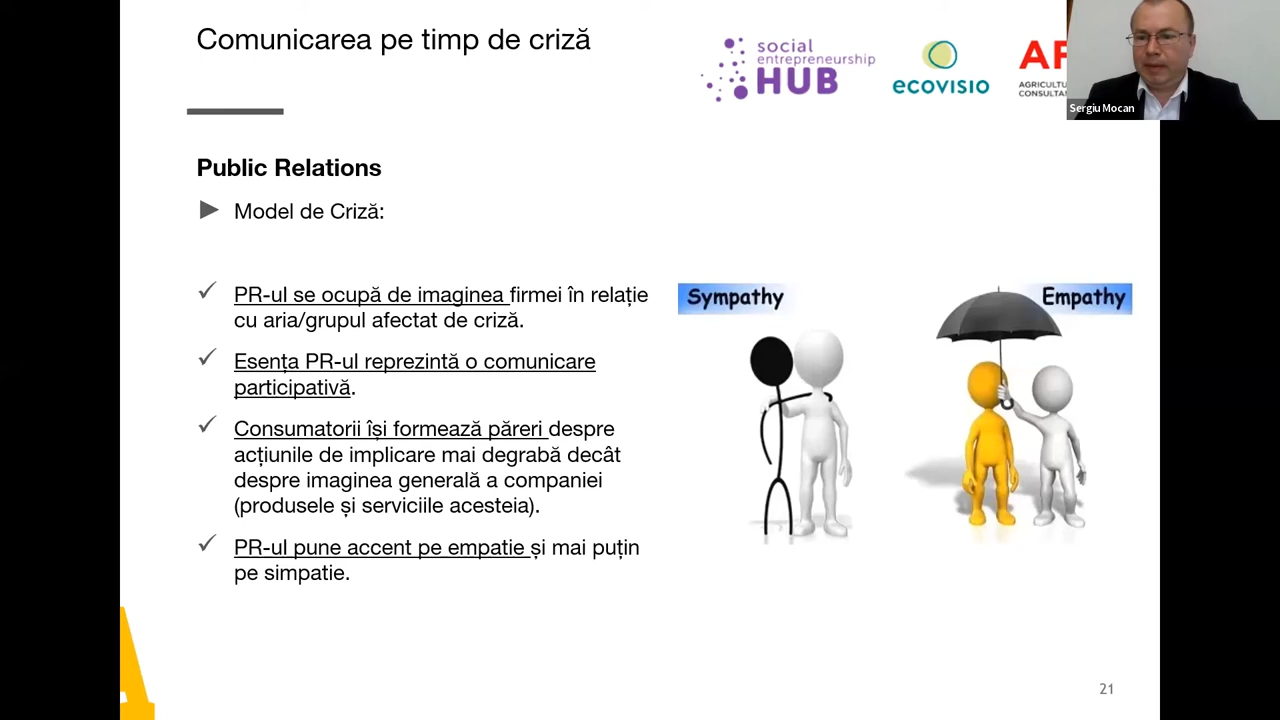 Comunicarea pe timp de criză
social
entrepreneurship
HUB
ecovisio
AGRICULT
CONSULTAN
Sergiu Mocan
Public Relations
Model de Criză:
PR-ul se ocupă de imaginea firmei în relație
cu aria/grupul afectat de criză.
Esența PR-ul reprezintă o comunicare
participativă.
Consumatorii își formează păreri despre
acțiunile de implicare mai degrabă decât
despre imaginea generală a companiei
(produsele și serviciile acesteia).
PR-ul pune accent pe empatie și mai puțin
pe simpatie.
Sympathy
Empathy
21